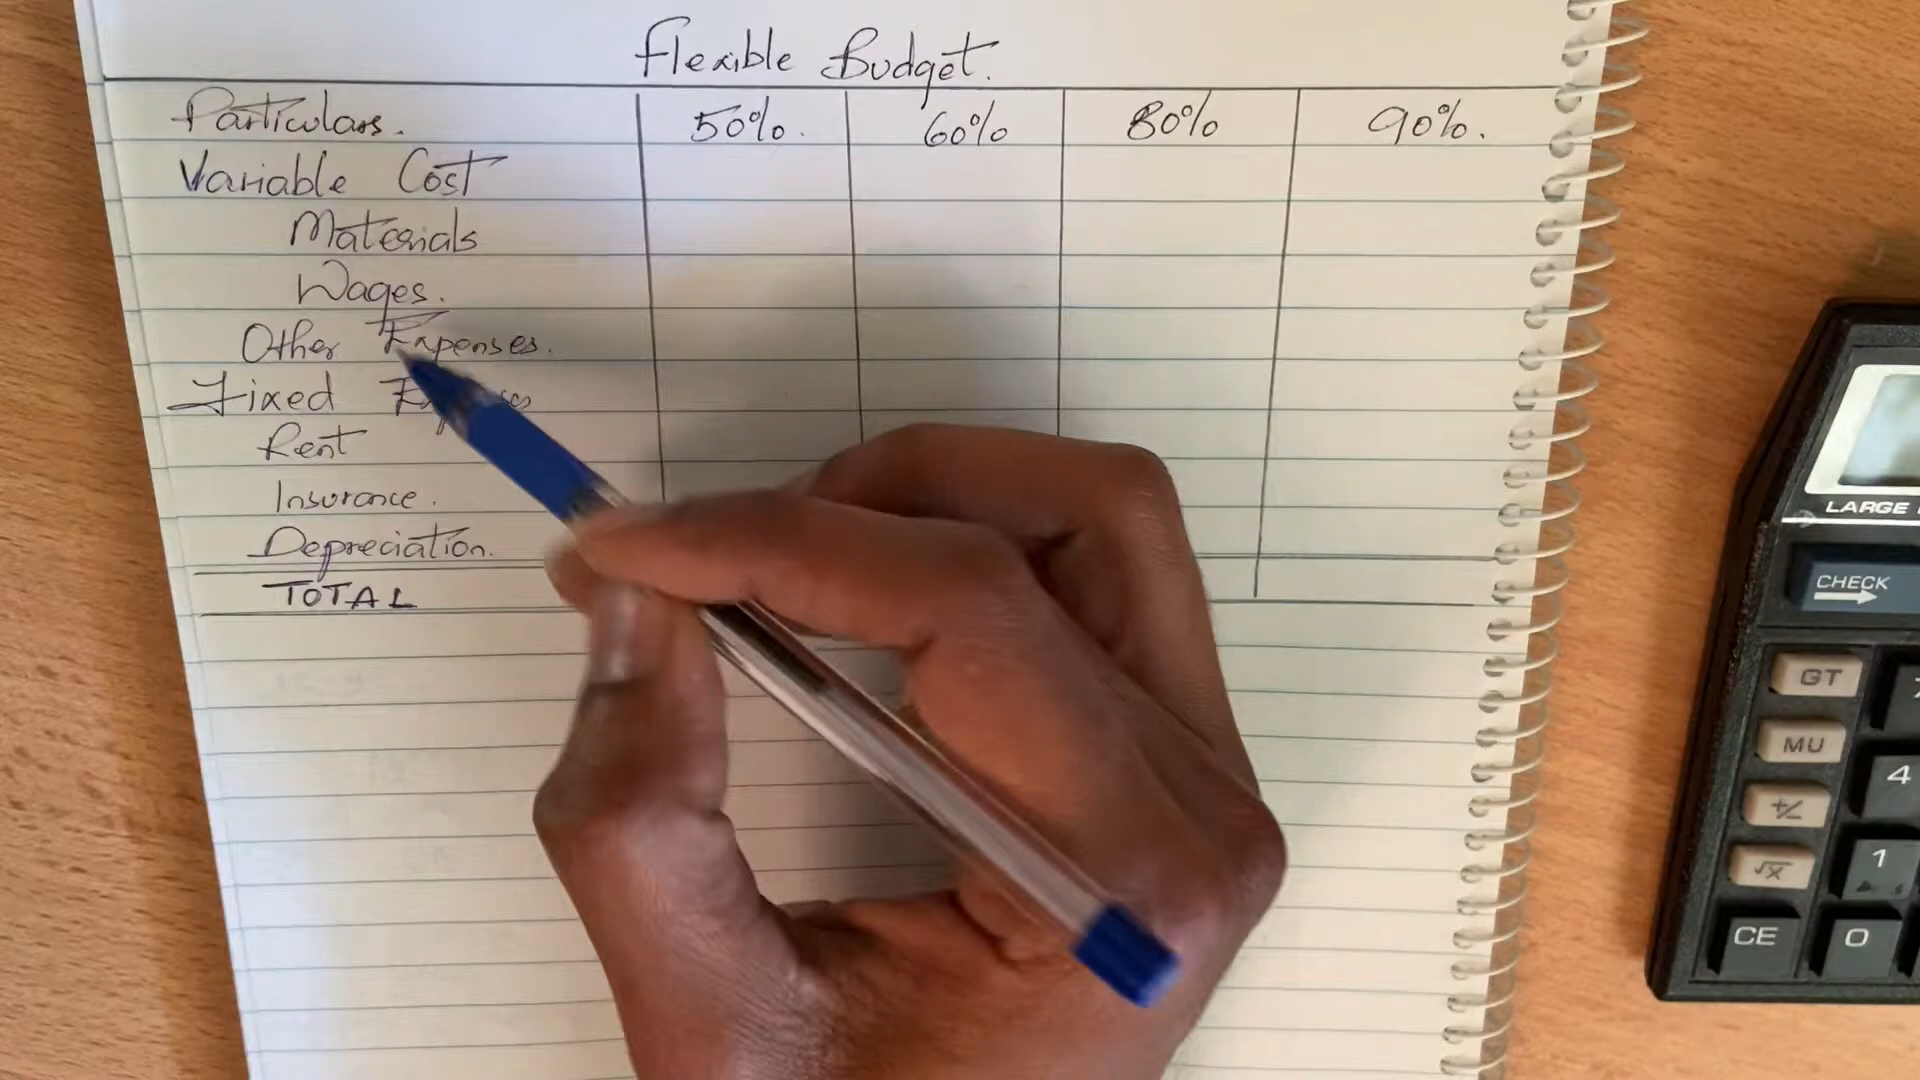 Flexible Budget.
Particulars. 50%. 60% 80% 90%.
Variable Cost
Materials
Wages.
Other Expenses.
Fixed
Rent
Insurance.
Depreciation.
TOTAL
LARGE
CHECK
GT
MU
4
+/-
√x
1
CE 0